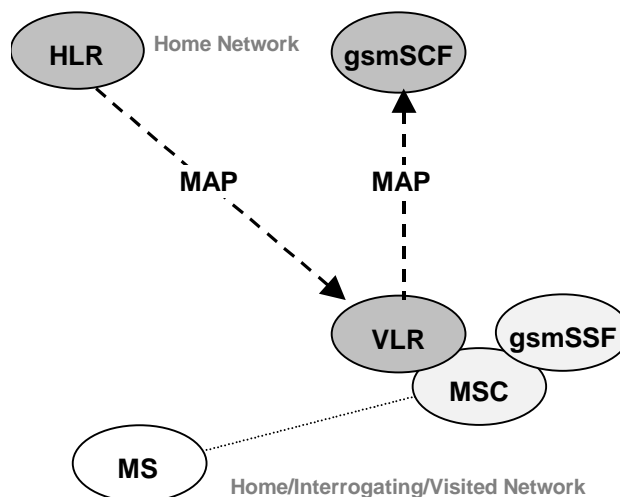 HLR
Home Network
gsmSCF
MAP
MAP
VLR
gsmSSF
MSC
MS
Home/Interrogating/Visited Network